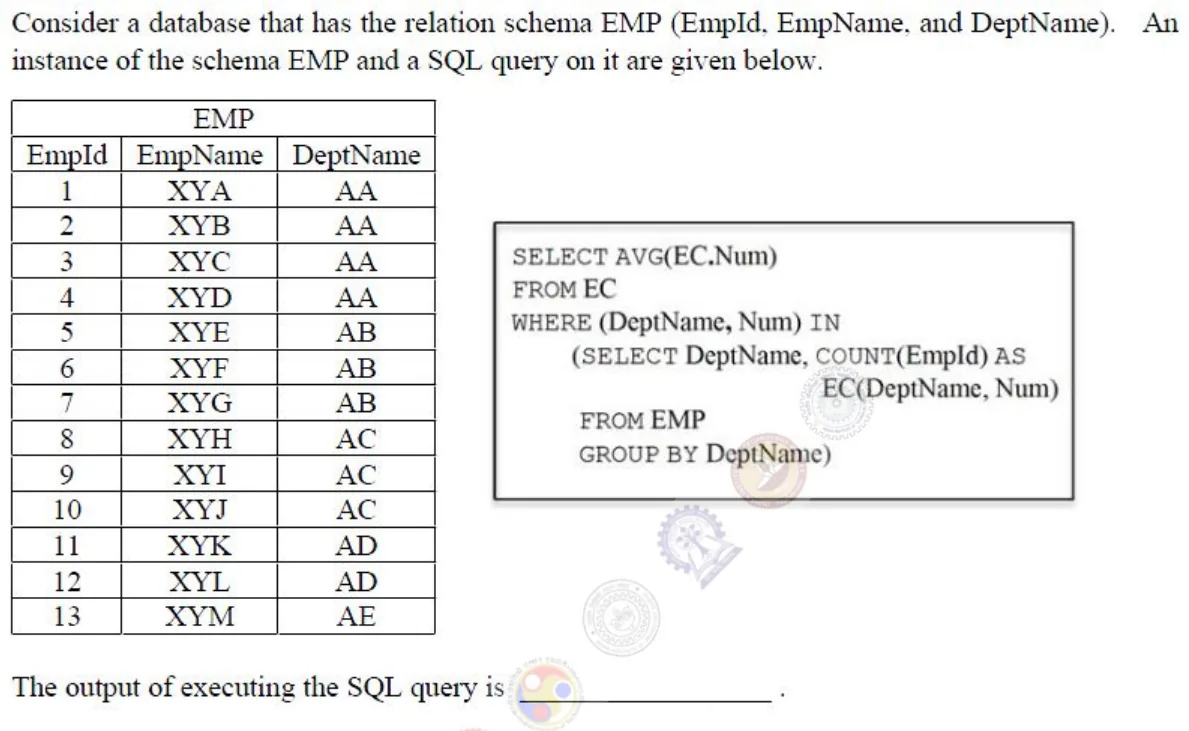 Consider a database that has the relation schema EMP (EmpId, EmpName, and DeptName). An
instance of the schema EMP and a SQL query on it are given below.
EMP
EmpId EmpName DeptName
1 XYA AA
2 XYB AA
3 XYC AA
4 XYD AA
5 XYE AB
6 XYF AB
7 XYG AB
8 XYH AC
9 XYI AC
10 XYJ AC
11 XYK AD
12 XYL AD
13 XYM AE
SELECT AVG(EC.Num)
FROM EC
WHERE (DeptName, Num) IN
(SELECT DeptName, COUNT(EmpId) AS
EC(DeptName, Num)
FROM EMP
GROUP BY DeptName)
The output of executing the SQL query is ____________.